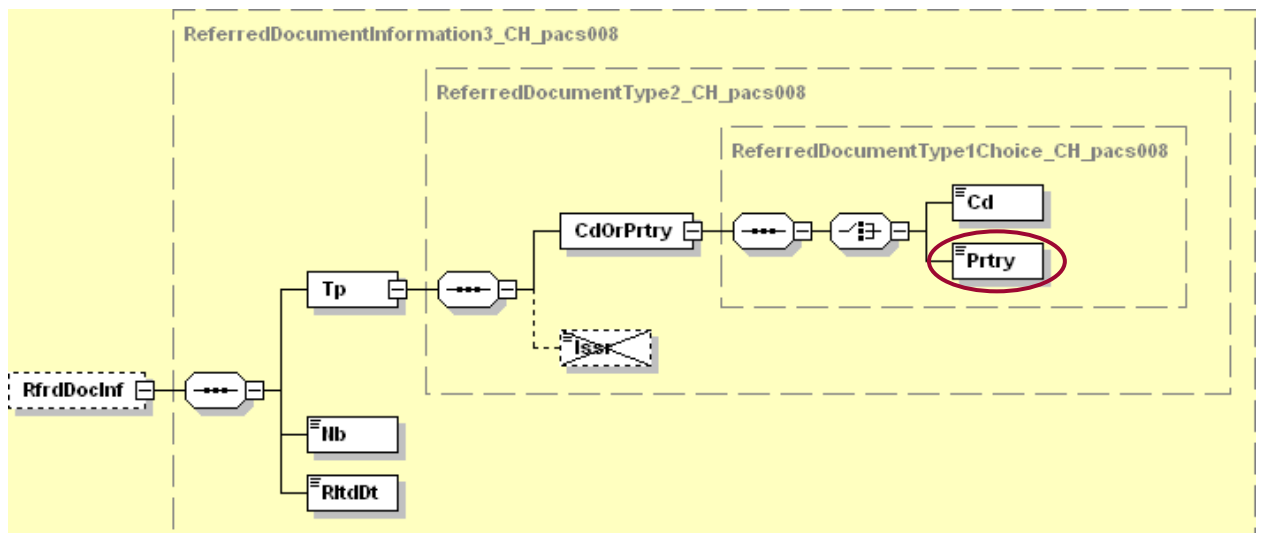 ReferredDocumentInformation3_CH_pacs008
ReferredDocumentType2_CH_pacs008
ReferredDocumentType1Choice_CH_pacs008
Cd
CdOrPrtry
Prtry
Tp
Issr
RfrdDocInf
Nb
RltdDt